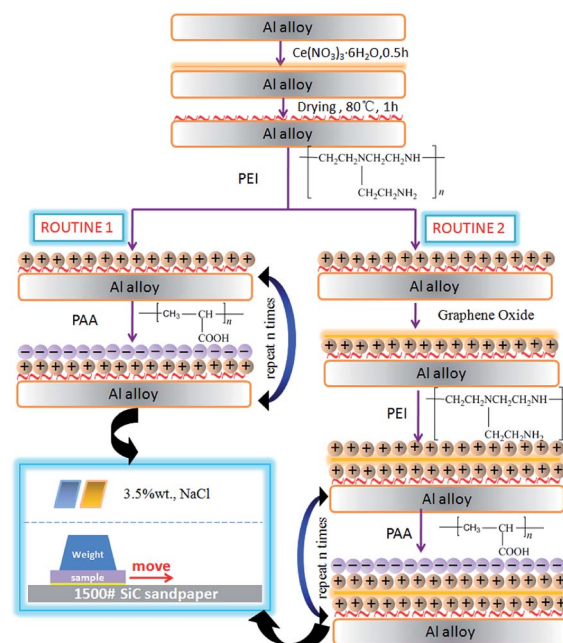 Al alloy
Ce(NO₃)₃·6H₂O,0.5h
Al alloy
Drying , 80℃, 1h
Al alloy
PEI
CH₂CH₂NCH₂CH₂NH
CH₂CH₂NH₂
n
ROUTINE 1
ROUTINE 2
Al alloy
Al alloy
PAA
CH₃
CH
n
COOH
Graphene Oxide
repeat n times
Al alloy
Al alloy
PEI
CH₂CH₂NCH₂CH₂NH
CH₂CH₂NH₂
n
3.5%wt., NaCl
Al alloy
PAA
CH₃
CH
n
COOH
repeat n times
Weight
sample
move
1500# SiC sandpaper
Al alloy